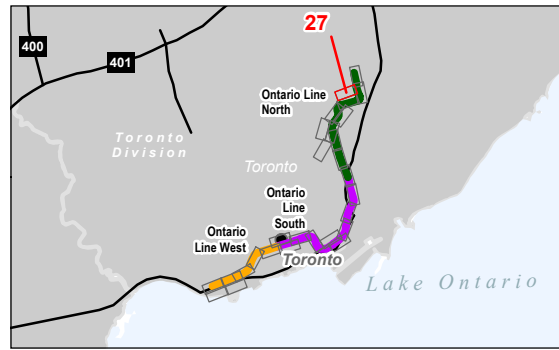 27
400
401
Ontario Line
North
Toronto
Division
Toronto
Ontario
Line
South
Ontario
Line West
Toronto
Lake Ontario